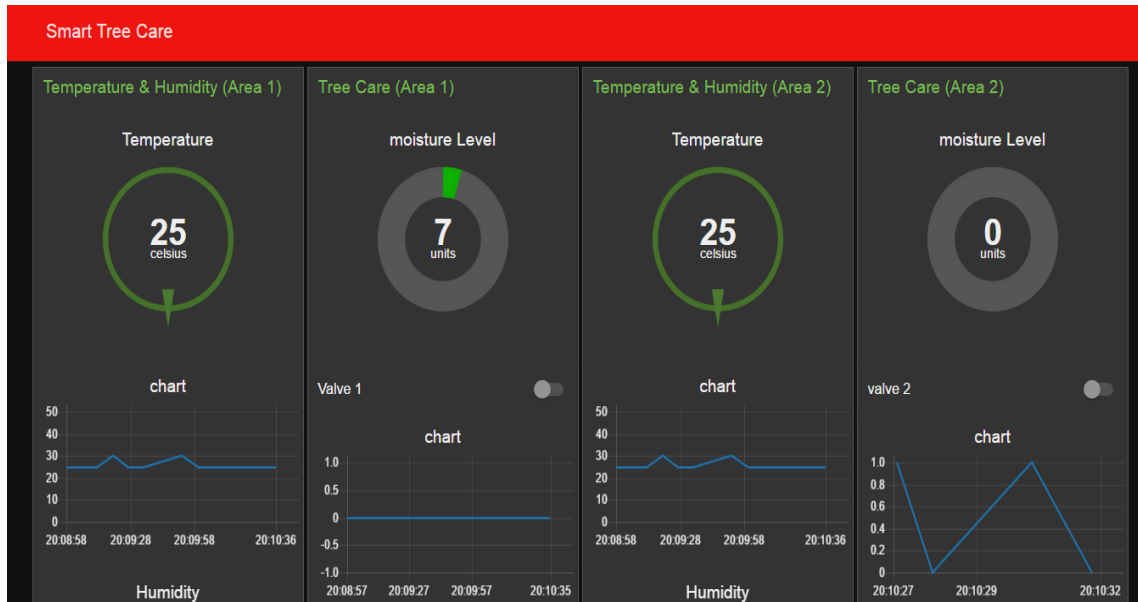 Smart Tree Care
Temperature & Humidity (Area 1)
Temperature
25
celsius
chart
50
40
30
20
10
0
20:08:58 20:09:28 20:09:58 20:10:36
Humidity
Tree Care (Area 1)
moisture Level
7
units
Valve 1
chart
1.0
0.5
0
-0.5
-1.0
20:08:57 20:09:27 20:09:57 20:10:35
Temperature & Humidity (Area 2)
Temperature
25
celsius
chart
50
40
30
20
10
0
20:08:58 20:09:28 20:09:58 20:10:36
Humidity
Tree Care (Area 2)
moisture Level
0
units
valve 2
chart
1.0
0.8
0.6
0.4
0.2
0
20:10:27 20:10:29 20:10:32